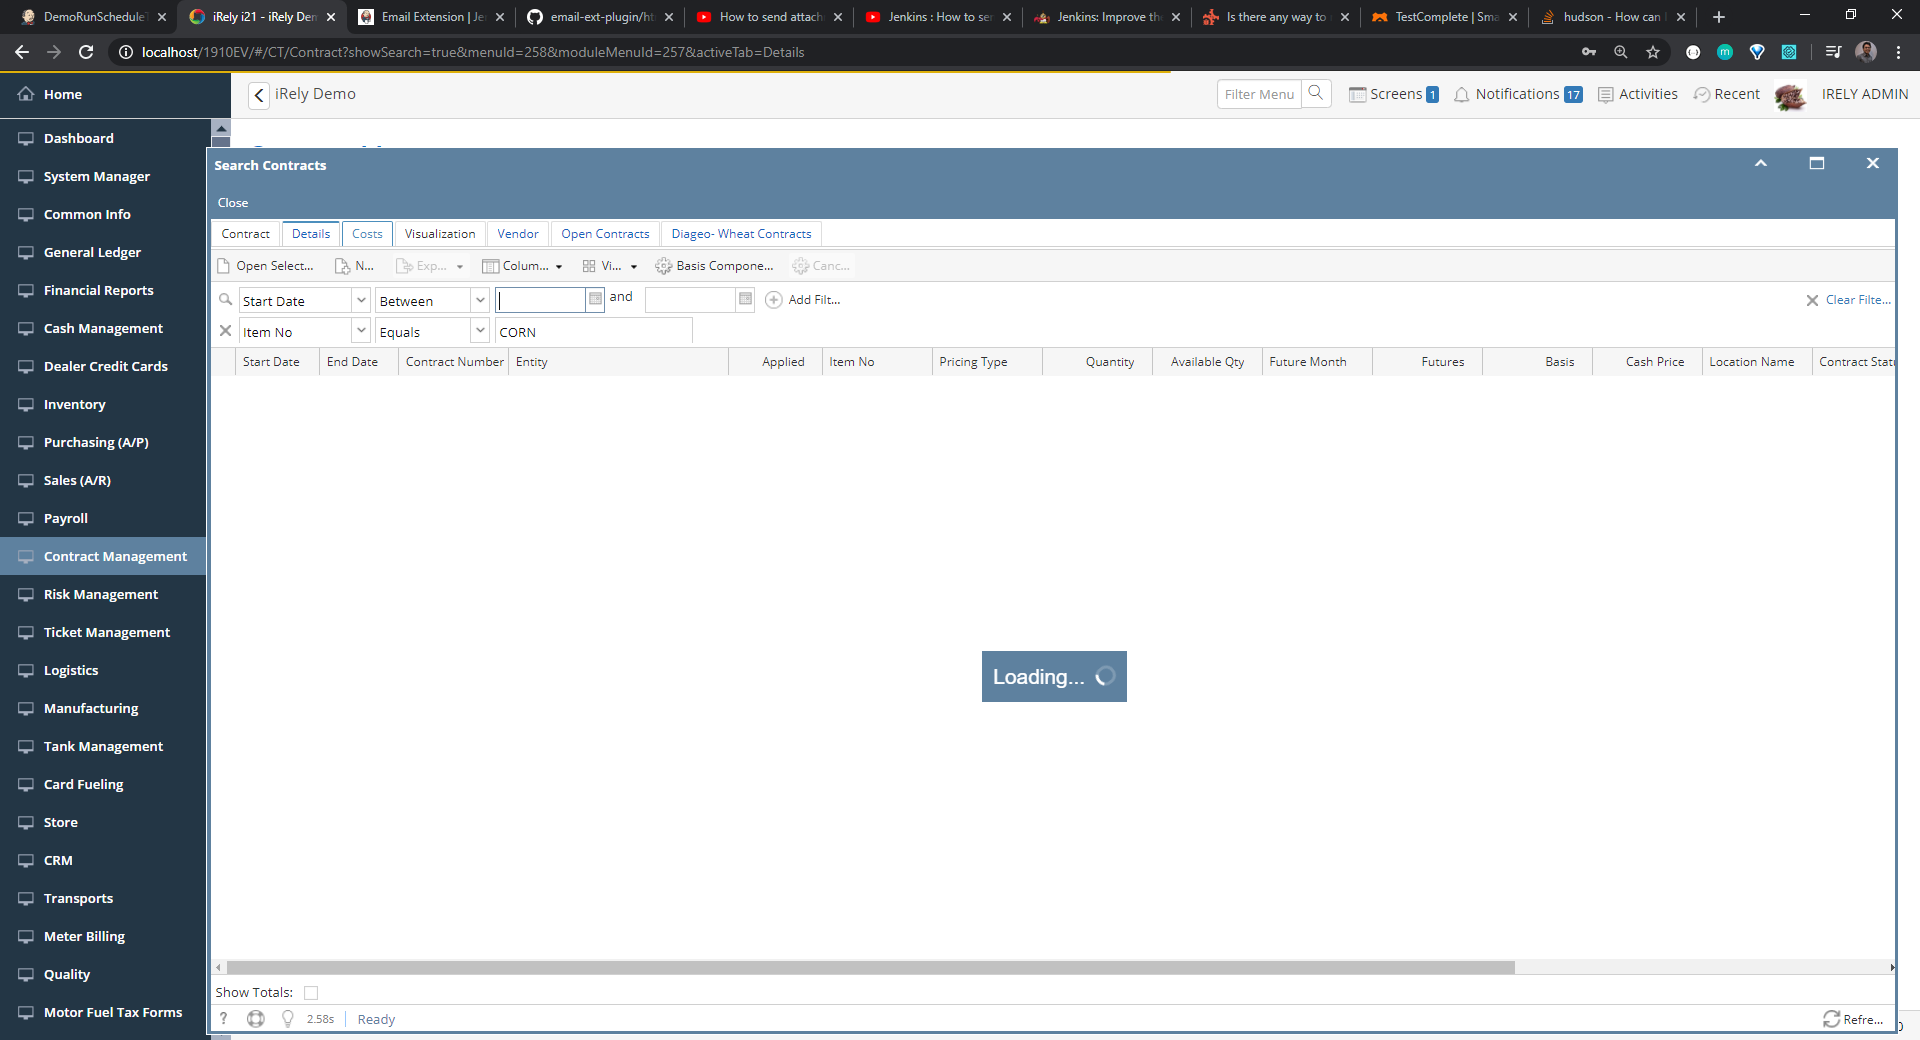 DemoRunSchedule
iRely i21 - iRely Dem
Email Extension | Je
email-ext-plugin/ht
How to send attach
Jenkins : How to se
Jenkins: Improve th
Is there any way to
TestComplete | Sma
hudson - How can
localhost/1910EV/#/CT/Contract?showSearch=true&menuId=258&moduleMenuId=257&activeTab=Details
Home
iRely Demo
Filter Menu
Screens 1
Notifications 17
Activities
Recent
IRELY ADMIN
Dashboard
System Manager
Common Info
General Ledger
Financial Reports
Cash Management
Dealer Credit Cards
Inventory
Purchasing (A/P)
Sales (A/R)
Payroll
Contract Management
Risk Management
Ticket Management
Logistics
Manufacturing
Tank Management
Card Fueling
Store
CRM
Transports
Meter Billing
Quality
Motor Fuel Tax Forms
Search Contracts
Close
Contract Details Costs Visualization Vendor Open Contracts Diageo- Wheat Contracts
Open Select... N... Exp... Colum... Vi... Basis Compone... Canc...
Start Date Between and Add Filt... Clear Filte...
Item No Equals CORN
Start Date End Date Contract Number Entity Applied Item No Pricing Type Quantity Available Qty Future Month Futures Basis Cash Price Location Name Contract Statu
Loading...
Show Totals:
? 2.58s Ready Refre...